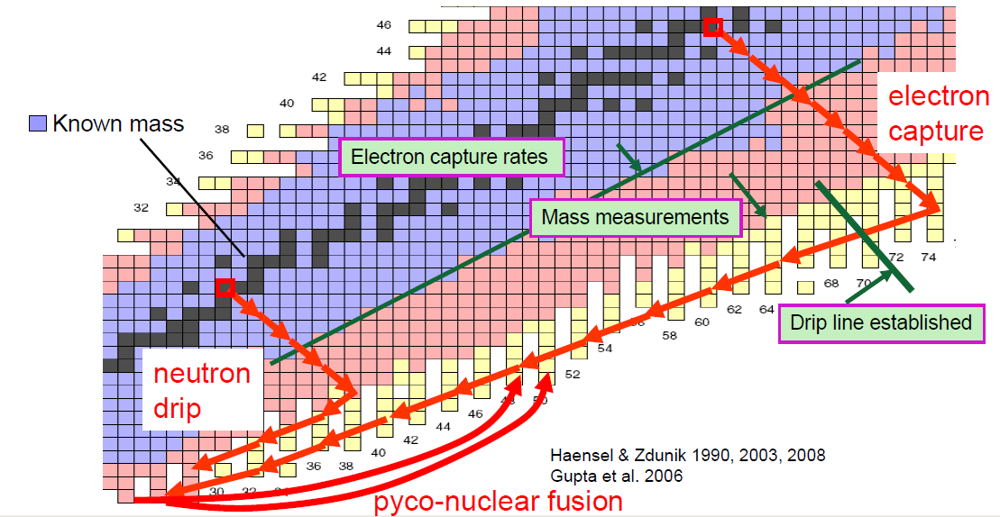 46
44
42
electron
capture
40
Known mass
38
Electron capture rates
36
34
Mass measurements
32
72 74
68 70
62 64
60
Drip line established
58
54
neutron
drip
52
50
46
44
42
40
36 38
30 32
Haensel & Zdunik 1990, 2003, 2008
Gupta et al. 2006
pyco-nuclear fusion